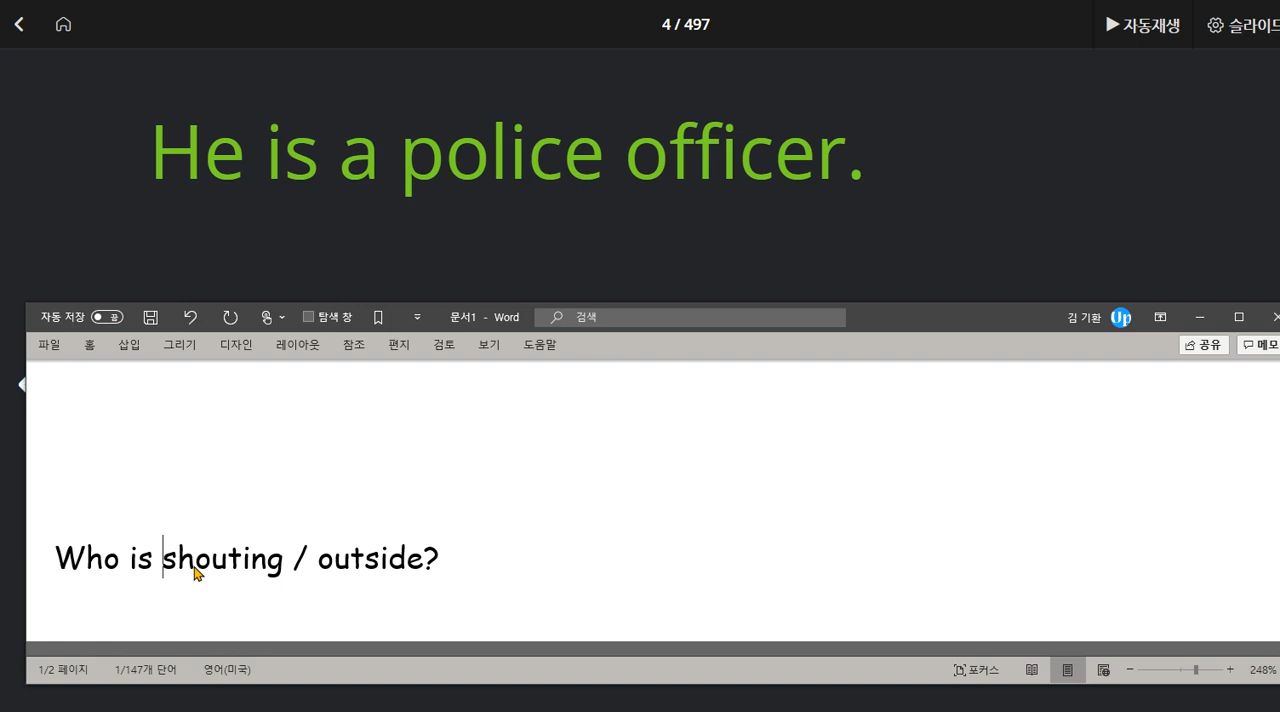 4 / 497
자동재생
슬라이드
He is a police officer.
자동 저장 끔
탐색 창
문서1 - Word
검색
김 기환
Up
파일 홈 삽입 그리기 디자인 레이아웃 참조 편지 검토 보기 도움말
공유
메모
Who is shouting / outside?
1/2 페이지 1/147개 단어 영어(미국)
포커스
248%